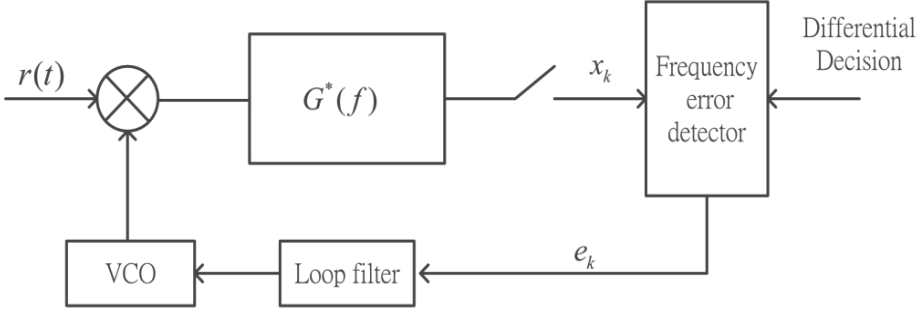 r(t)
G*(f)
x_k
Frequency
error
detector
Differential
Decision
VCO
Loop filter
e_k